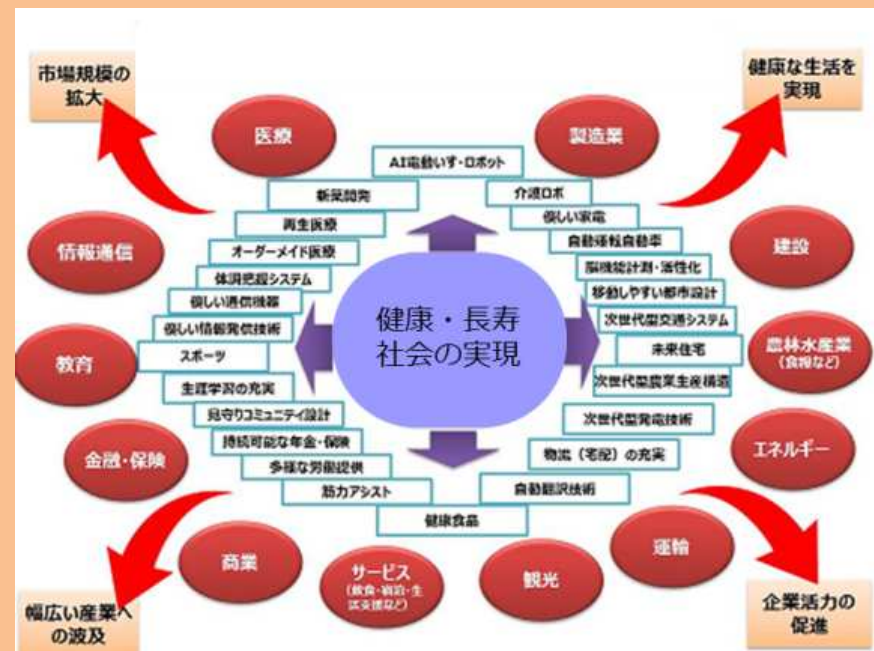 市場規模の
拡大
健康な生活を
実現
医療
製造業
AI電動いす・ロボット
新薬開発
介護ロボ
再生医療
優しい家電
オーダーメイド医療
自動運転自動車
情報通信
建設
体調把握システム
脳機能計測・活性化
優しい通信機器
移動しやすい都市設計
優しい情報発信技術
次世代型交通システム
健康・長寿
社会の実現
スポーツ
未来住宅
教育
農林水産業
(食糧など)
生涯学習の充実
次世代型農業生産構造
見守りコミュニティ設計
次世代型発電技術
持続可能な年金・保険
金融・保険
エネルギー
多様な労働提供
物流（宅配）の充実
筋力アシスト
自動翻訳技術
健康食品
商業
運輸
サービス
(飲食・宿泊・生
活支援など)
観光
幅広い産業へ
の波及
企業活力の
促進